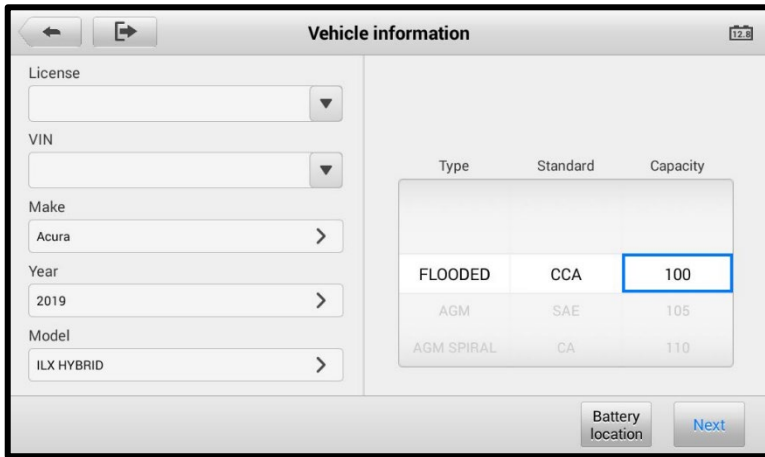 Vehicle information
12.8
License
VIN
Make
Acura
Year
2019
Model
ILX HYBRID
Type Standard Capacity
FLOODED CCA 100
AGM SAE 105
AGM SPIRAL CA 110
Battery
location
Next